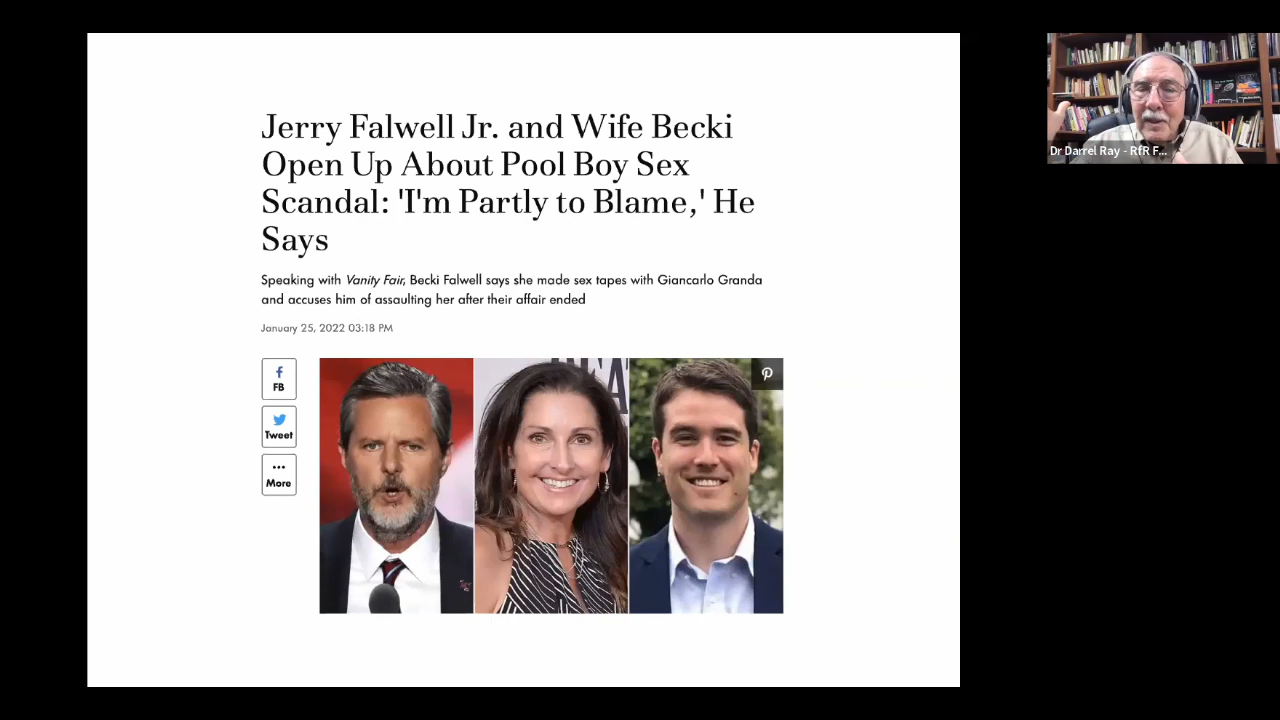 Jerry Falwell Jr. and Wife Becki
Open Up About Pool Boy Sex
Scandal: 'I'm Partly to Blame,' He
Says
Speaking with Vanity Fair, Becki Falwell says she made sex tapes with Giancarlo Granda
and accuses him of assaulting her after their affair ended
January 25, 2022 03:18 PM
FB
Tweet
More
Dr Darrel Ray - RfR F...